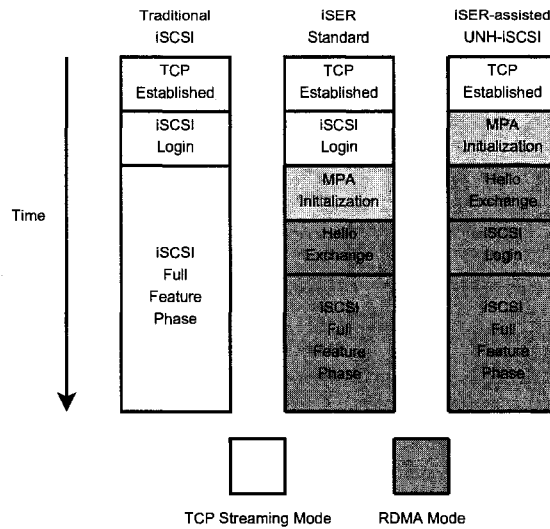 Traditional
iSCSI
iSER
Standard
iSER-assisted
UNH-iSCSI
TCP
Established
iSCSI
Login
iSCSI
Full
Feature
Phase
TCP
Established
iSCSI
Login
MPA
Initialization
Hello
Exchange
iSCSI
Full
Feature
Phase
TCP
Established
MPA
Initialization
Hello
Exchange
iSCSI
Login
iSCSI
Full
Feature
Phase
Time
TCP Streaming Mode
RDMA Mode